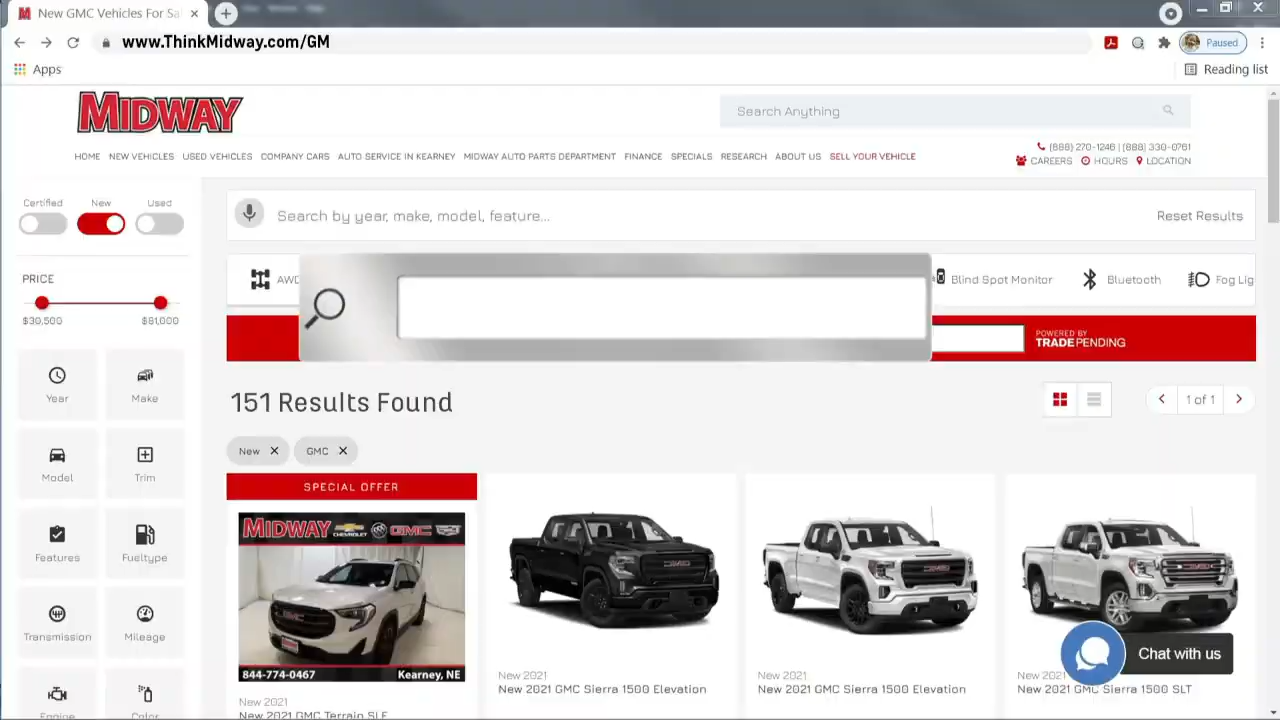 New GMC Vehicles For Sa
www.ThinkMidway.com/GM
Paused
Apps
Reading list
MIDWAY
Search Anything
HOME NEW VEHICLES USED VEHICLES COMPANY CARS AUTO SERVICE IN KEARNEY MIDWAY AUTO PARTS DEPARTMENT FINANCE SPECIALS RESEARCH ABOUT US SELL YOUR VEHICLE
(888) 270-1246 | (888) 330-0761
CAREERS HOURS LOCATION
Certified New Used
Search by year, make, model, feature...
Reset Results
PRICE
$30,500 $81,000
AWD
Blind Spot Monitor
Bluetooth
Fog Lig
POWERED BY
TRADEPENDING
Year Make
Model Trim
Features Fueltype
Transmission Mileage
Engine Color
151 Results Found
1 of 1
New
GMC
SPECIAL OFFER
MIDWAY CHEVROLET GMC
844-774-0467 Kearney, NE
New 2021
New 2021 GMC Terrain SLE
New 2021
New 2021 GMC Sierra 1500 Elevation
New 2021
New 2021 GMC Sierra 1500 Elevation
New 2021
New 2021 GMC Sierra 1500 SLT
Chat with us